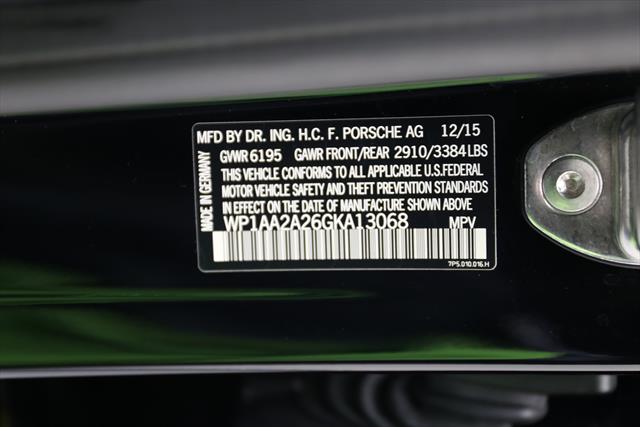 MFD BY DR. ING. H.C. F. PORSCHE AG 12/15
GVWR 6195 GAWR FRONT/REAR 2910/3384 LBS
THIS VEHICLE CONFORMS TO ALL APPLICABLE U.S. FEDERAL
MOTOR VEHICLE SAFETY AND THEFT PREVENTION STANDARDS
IN EFFECT ON THE DATE OF MANUFACTURE SHOWN ABOVE
WP1AA2A26GKA13068 MPV
7P5.010.016.H
MADE IN GERMANY